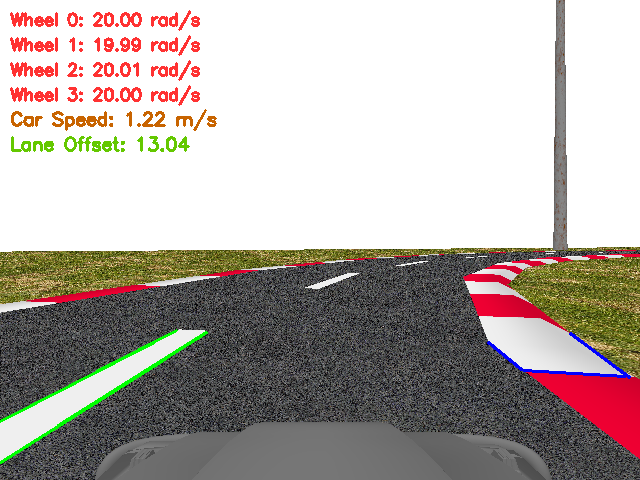 Wheel 0: 20.00 rad/s
Wheel 1: 19.99 rad/s
Wheel 2: 20.01 rad/s
Wheel 3: 20.00 rad/s
Car Speed: 1.22 m/s
Lane Offset: 13.04